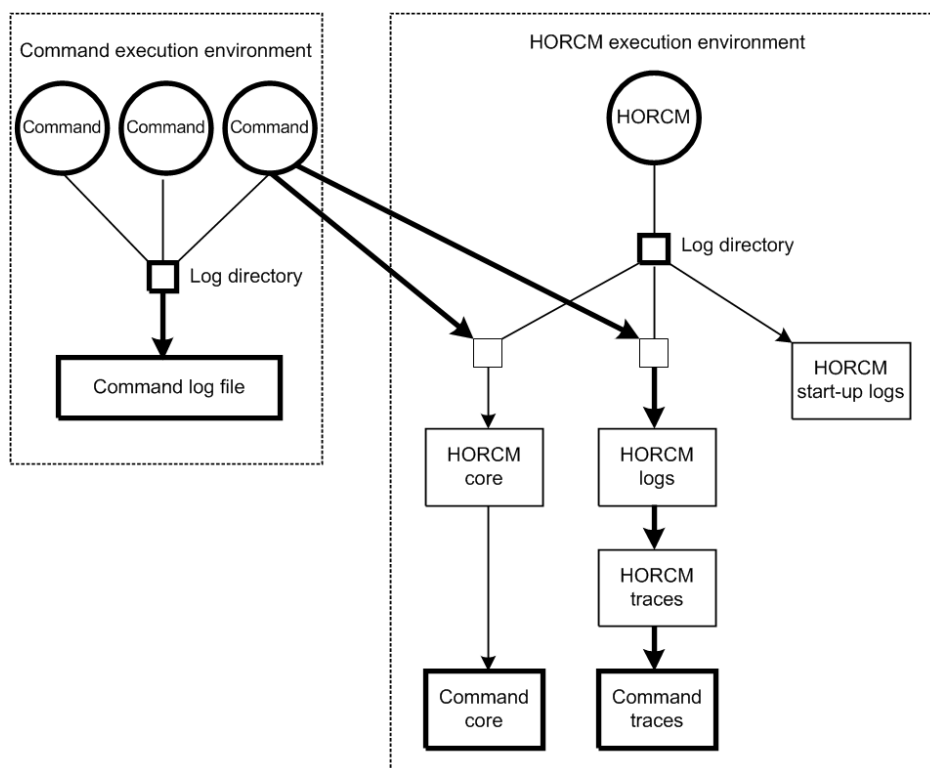 Command execution environment
Command
Command
Command
Log directory
Command log file
HORCM execution environment
HORCM
Log directory
HORCM
start-up logs
HORCM
core
HORCM
logs
HORCM
traces
Command
core
Command
traces